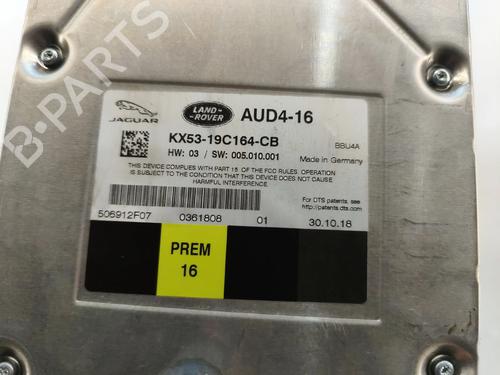 B-PARTS
JAGUAR
LAND-ROVER
AUD4-16
KX53-19C164-CB
BBU4A
HW: 03 / SW: 005.010.001
Made in Germany
THIS DEVICE COMPLIES WITH PART 15 OF THE FCC RULES. OPERATION
IS SUBJECT TO THE CONDITION THAT THIS DEVICE DOES NOT CAUSE
HARMFUL INTERFERENCE
For DTS patents, see
http://patents.dts.com
506912F07
0361808
01
30.10.18
PREM
16